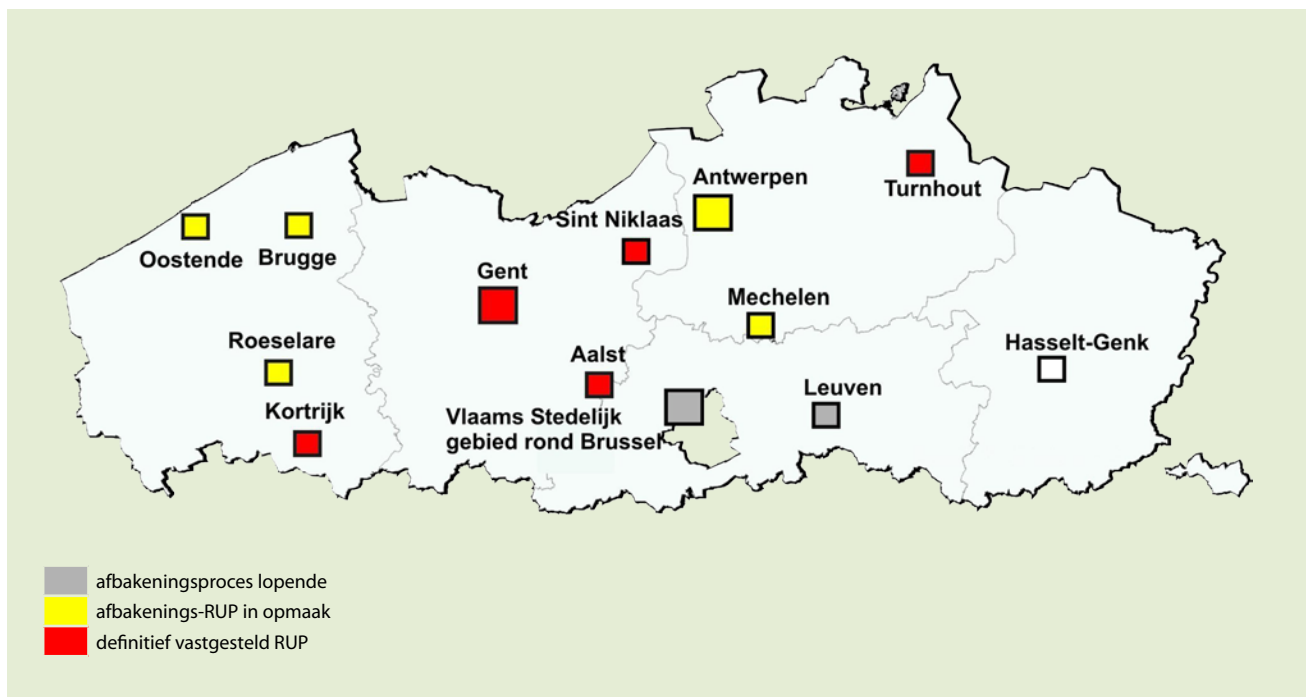 Antwerpen
Turnhout
Sint Niklaas
Oostende
Brugge
Gent
Mechelen
Roeselare
Hasselt-Genk
Aalst
Leuven
Kortrijk
Vlaams Stedelijk
gebied rond Brussel
afbakeningsproces lopende
afbakenings-RUP in opmaak
definitief vastgesteld RUP